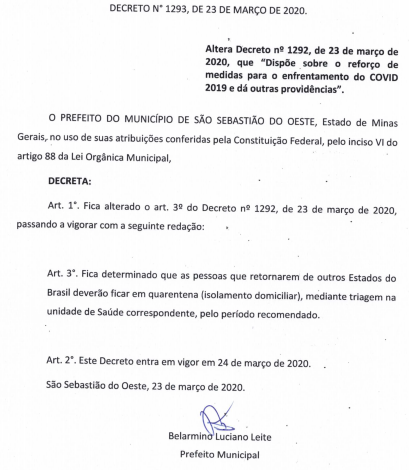 DECRETO N° 1293, DE 23 DE MARÇO DE 2020.
Altera Decreto nº 1292, de 23 de março de
2020, que “Dispõe sobre o reforço de
medidas para o enfrentamento do COVID
2019 e dá outras providências”.
O PREFEITO DO MUNICÍPIO DE SÃO SEBASTIÃO DO OESTE, Estado de Minas
Gerais, no uso de suas atribuições conferidas pela Constituição Federal, pelo inciso VI do
artigo 88 da Lei Orgânica Municipal,
DECRETA:
Art. 1°. Fica alterado o art. 3º do Decreto nº 1292, de 23 de março de 2020,
passando a vigorar com a seguinte redação:
Art. 3°. Fica determinado que as pessoas que retornarem de outros Estados do
Brasil deverão ficar em quarentena (isolamento domiciliar), mediante triagem na
unidade de Saúde correspondente, pelo período recomendado.
Art. 2°. Este Decreto entra em vigor em 24 de março de 2020.
São Sebastião do Oeste, 23 de março de 2020.
Belarmino Luciano Leite
Prefeito Municipal